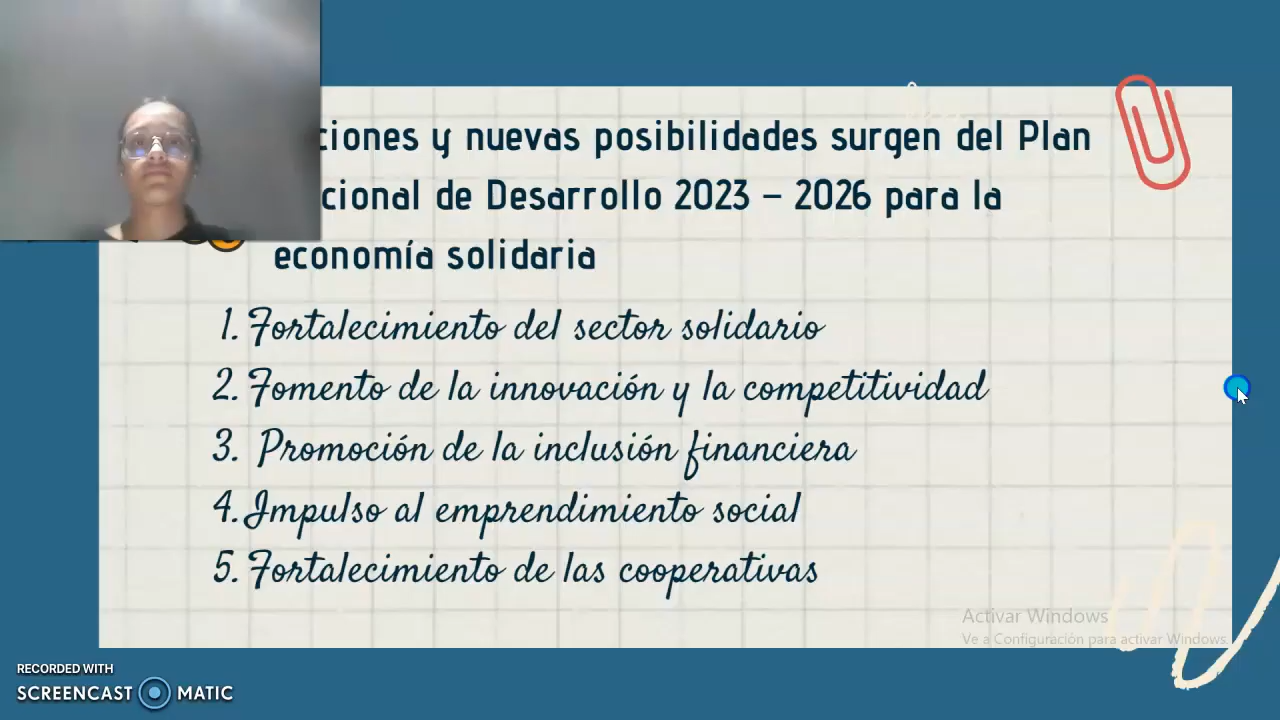 ciones y nuevas posibilidades surgen del Plan
cional de Desarrollo 2023 – 2026 para la
economía solidaria
1. Fortalecimiento del sector solidario
2. Fomento de la innovación y la competitividad
3. Promoción de la inclusión financiera
4. Impulso al emprendimiento social
5. Fortalecimiento de las cooperativas
Activar Windows
Ve a Configuración para activar Windows.
RECORDED WITH
SCREENCAST MATIC